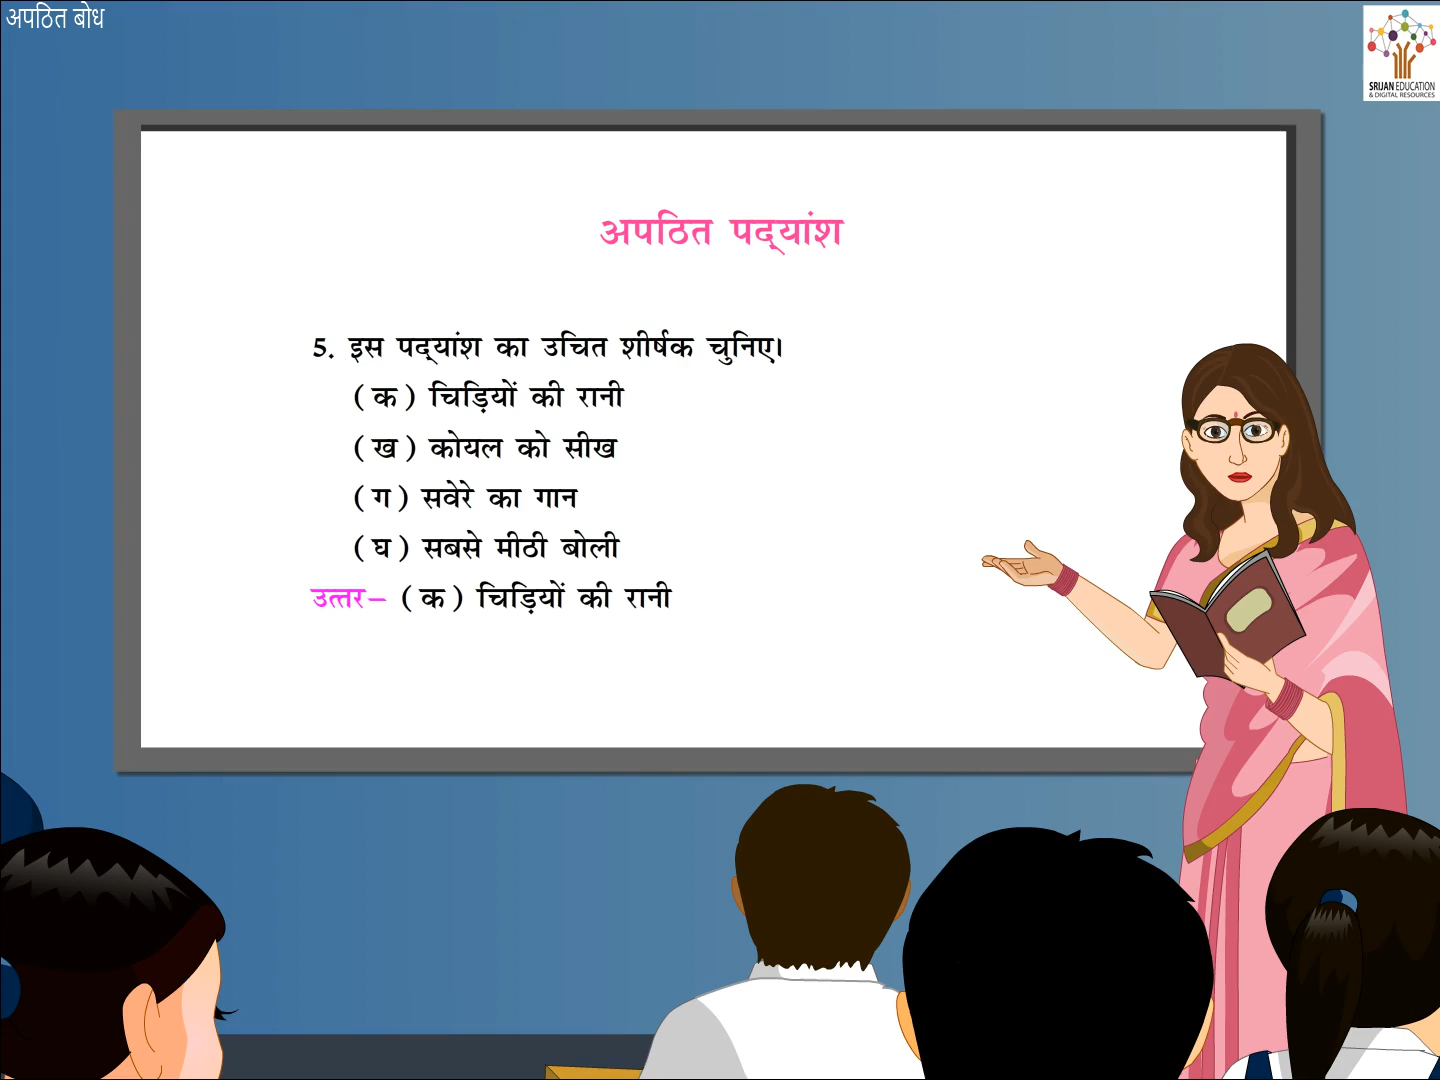 अपठित बोध
SRIJAN EDUCATION
& DIGITAL RESOURCES
अपठित पद्यांश
5. इस पद्यांश का उचित शीर्षक चुनिए।
(क) चिड़ियों की रानी
(ख) कोयल को सीख
(ग) सवेरे का गान
(घ) सबसे मीठी बोली
उत्तर– (क) चिड़ियों की रानी